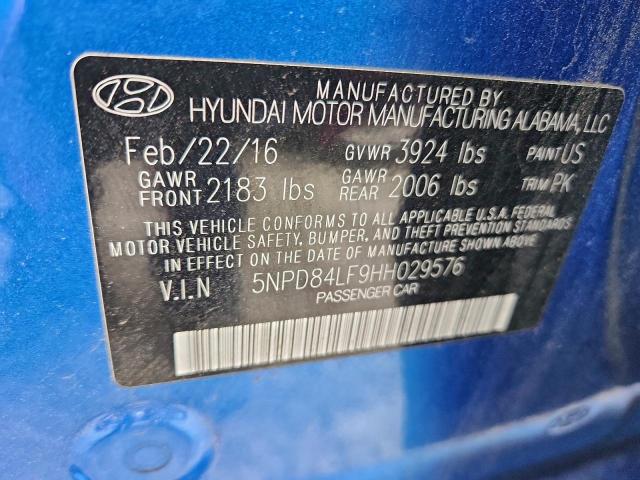 MANUFACTURED BY
HYUNDAI MOTOR MANUFACTURING ALABAMA, LLC
Feb/22/16 GVWR 3924 lbs PAINT US
GAWR FRONT 2183 lbs GAWR REAR 2006 lbs TRIM PK
THIS VEHICLE CONFORMS TO ALL APPLICABLE U.S.A. FEDERAL
MOTOR VEHICLE SAFETY, BUMPER, AND THEFT PREVENTION STANDARDS
IN EFFECT ON THE DATE OF MANUFACTURE SHOWN ABOVE.
V.I.N 5NPD84LF9HH029576
PASSENGER CAR